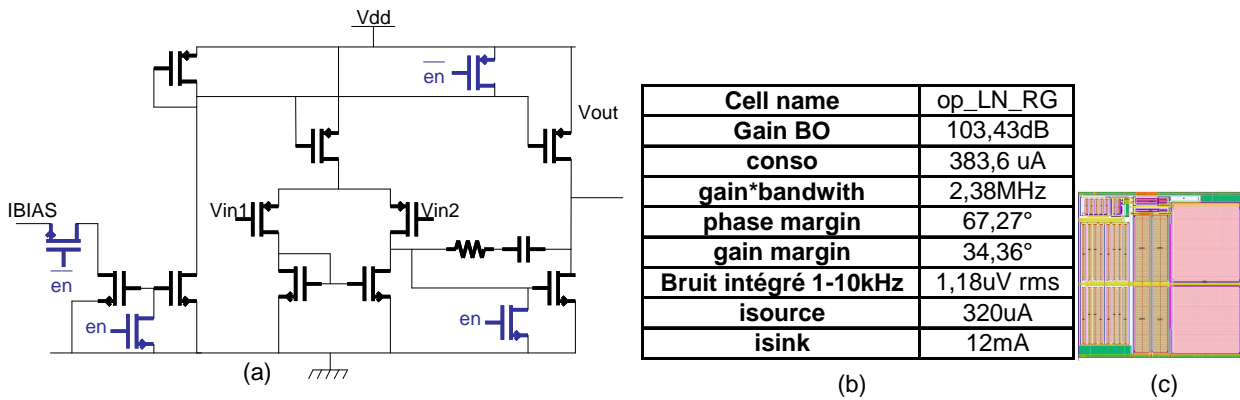 Vdd
en
Vout
IBIAS
Vin1
Vin2
en
en
en
(a)
Cell name op_LN_RG
Gain BO 103,43dB
conso 383,6 uA
gain*bandwith 2,38MHz
phase margin 67,27°
gain margin 34,36°
Bruit intégré 1-10kHz 1,18uV rms
isource 320uA
isink 12mA
(b)
(c)